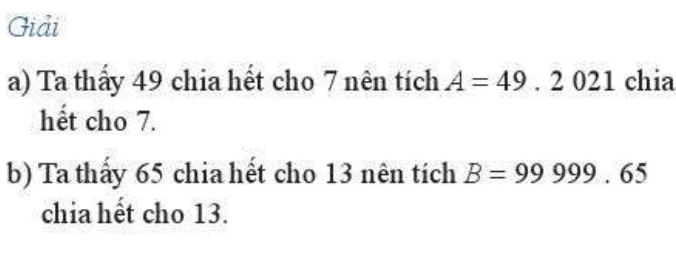 Giải
a) Ta thấy 49 chia hết cho 7 nên tích A = 49 . 2 021 chia
hết cho 7.
b) Ta thấy 65 chia hết cho 13 nên tích B = 99 999 . 65
chia hết cho 13.